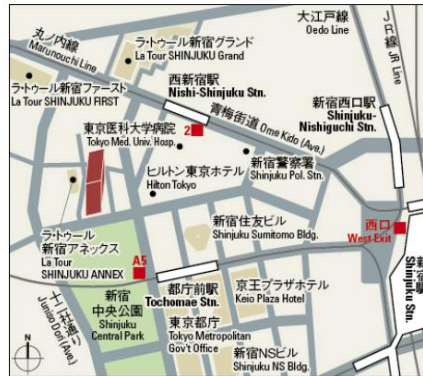 丸ノ内線
Marunouchi Line
ラ・トゥール新宿グランド
La Tour SHINJUKU Grand
大江戸線
Oedo Line
JR線 JR Line
ラ・トゥール新宿ファースト
La Tour SHINJUKU FIRST
西新宿駅
Nishi-Shinjuku Stn.
青梅街道 Ome Kido (Ave.)
新宿西口駅
Shinjuku-
Nishiguchi Stn.
東京医科大学病院
Tokyo Med. Univ. Hosp.
2
ヒルトン東京ホテル
Hilton Tokyo
新宿警察署
Shinjuku Pol. Stn.
ラ・トゥール
新宿アネックス
La Tour
SHINJUKU ANNEX
新宿住友ビル
Shinjuku Sumitomo Bldg.
西口
West Exit
A5
十二社通り
Juniso Dori (Ave.)
新宿
中央公園
Shinjuku
Central Park
都庁前駅
Tochomae Stn.
京王プラザホテル
Keio Plaza Hotel
Shinjuku Stn.
東京都庁
Tokyo Metropolitan
Gov't Office
新宿NSビル
Shinjuku NS Bldg.
N